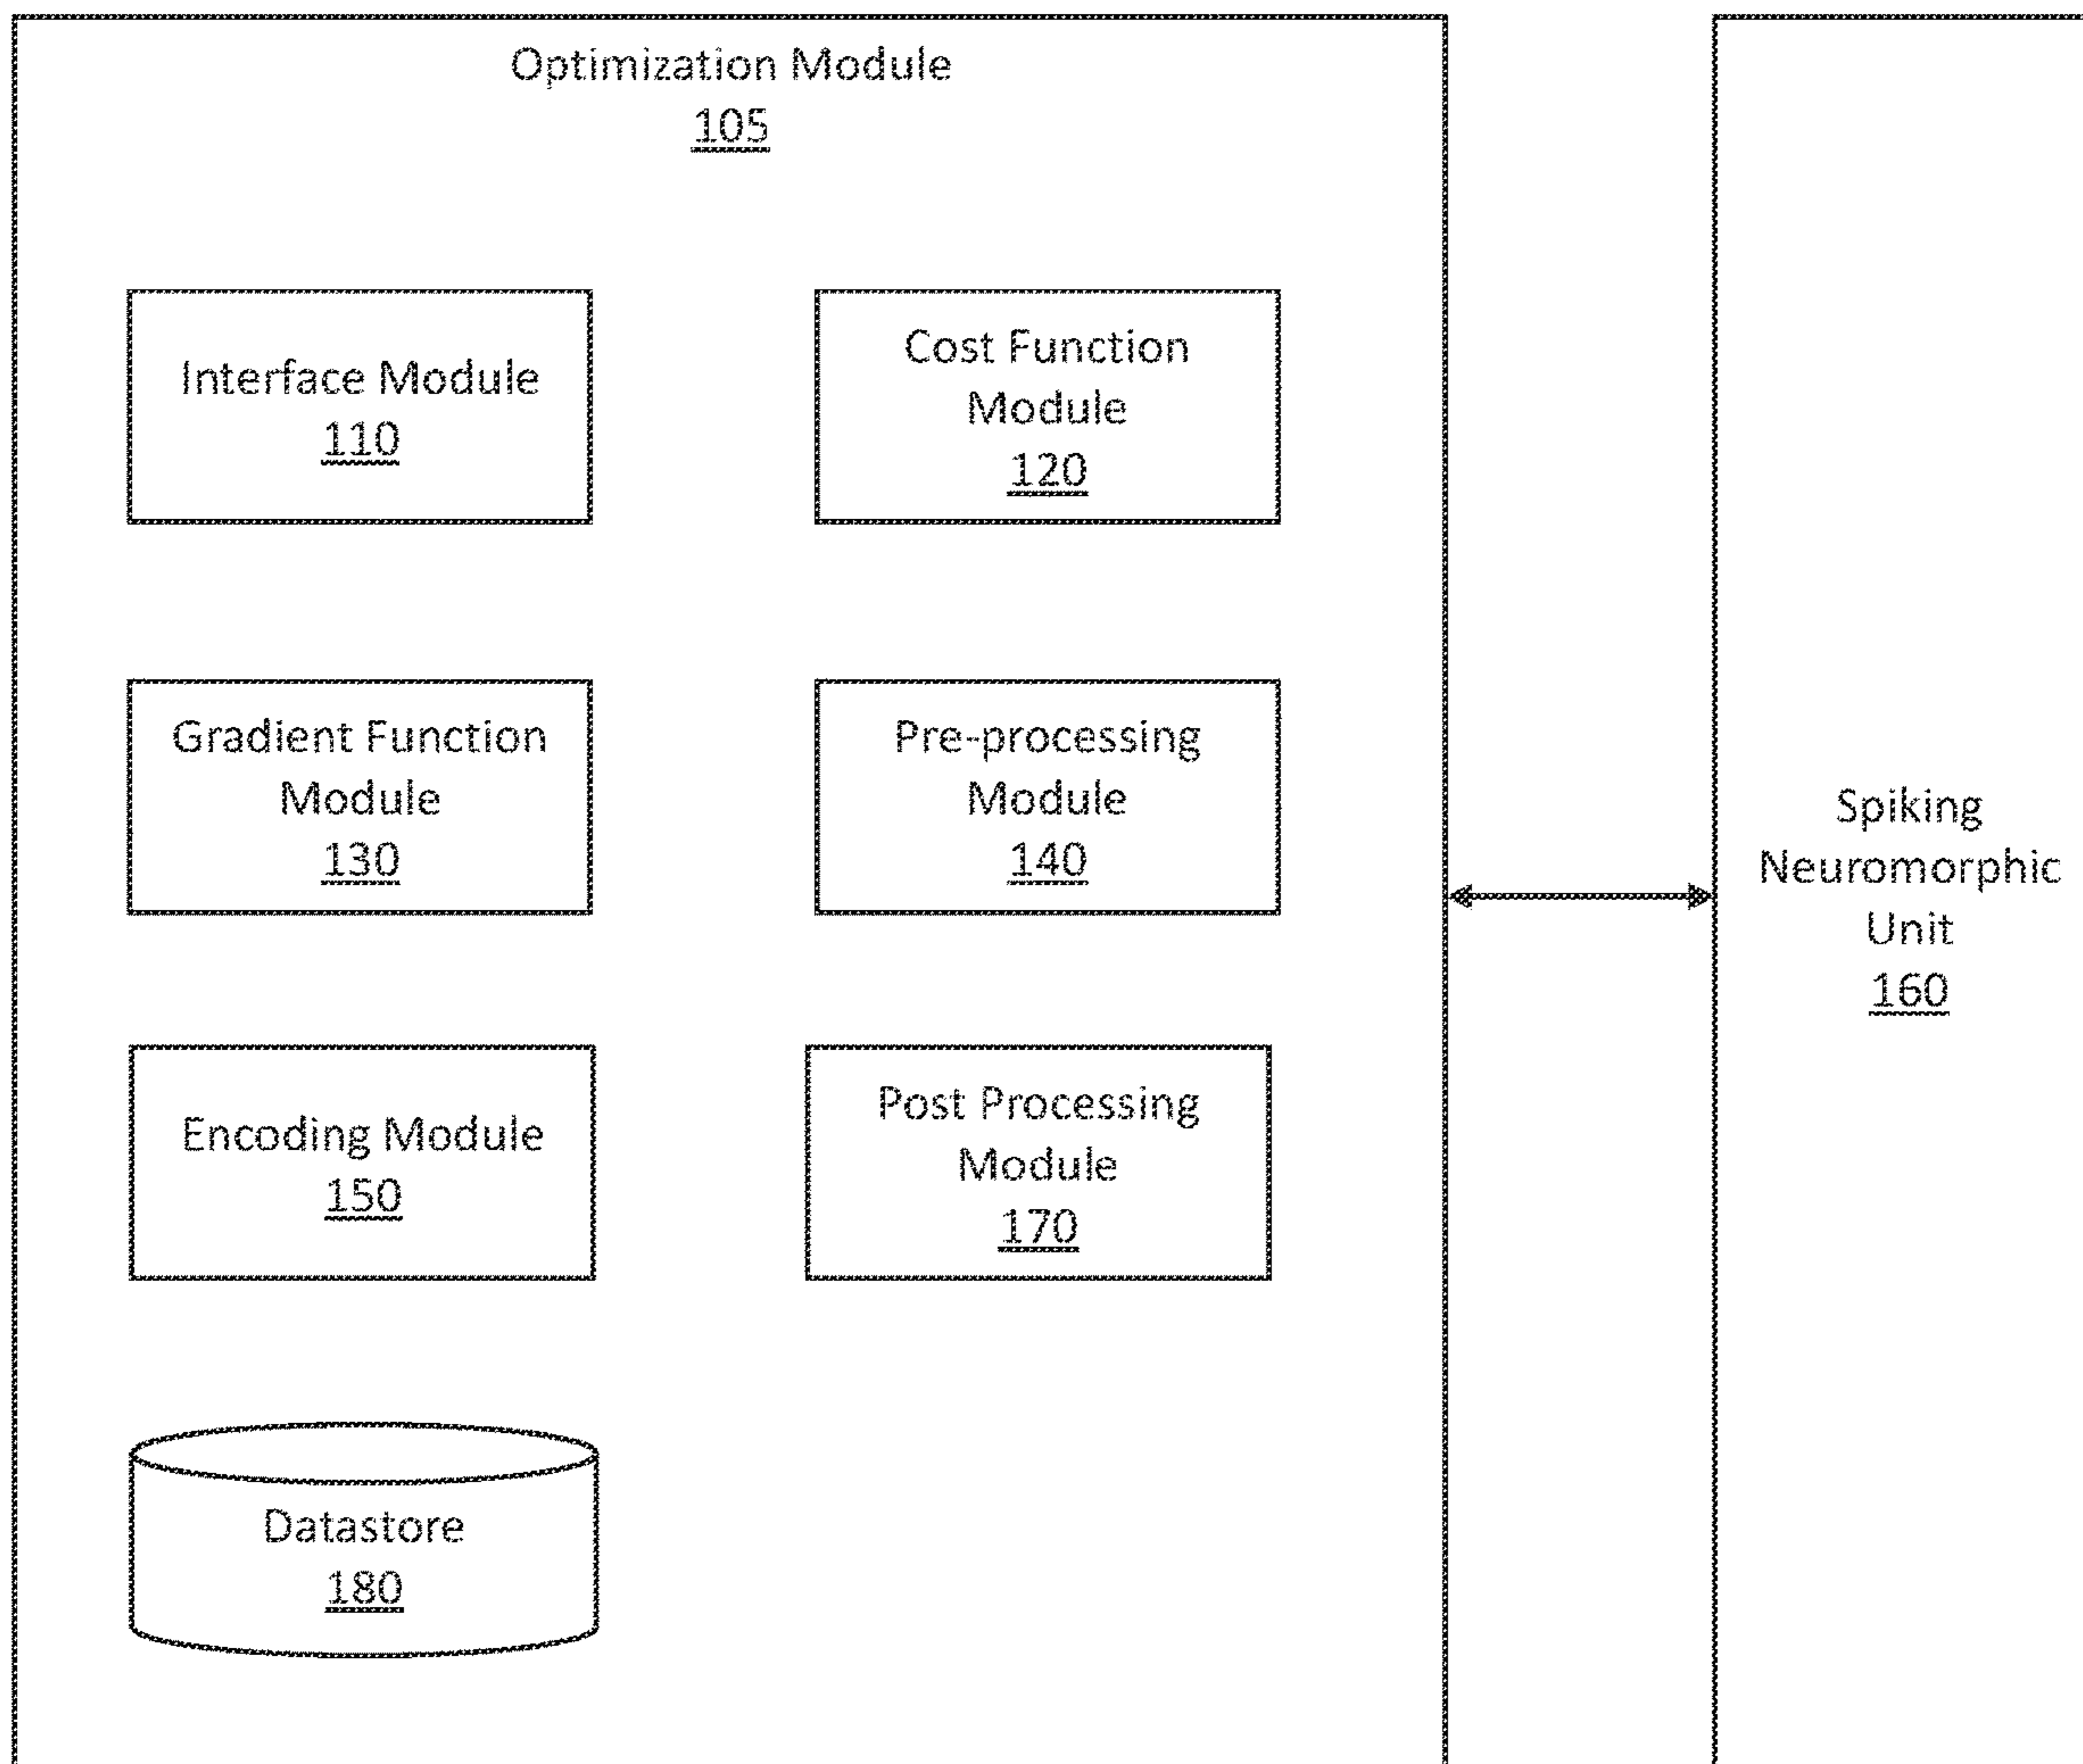 Optimization Module
105
Interface Module
110
Cost Function
Module
120
Gradient Function
Module
130
Pre-processing
Module
140
Encoding Module
150
Post Processing
Module
170
Datastore
180
Spiking
Neuromorphic
Unit
160